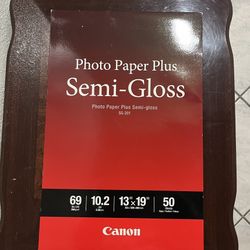 Photo Paper Plus
Semi-Gloss
Photo Paper Plus Semi-gloss
SG-201
69 10.2 13"x19" 50
Canon